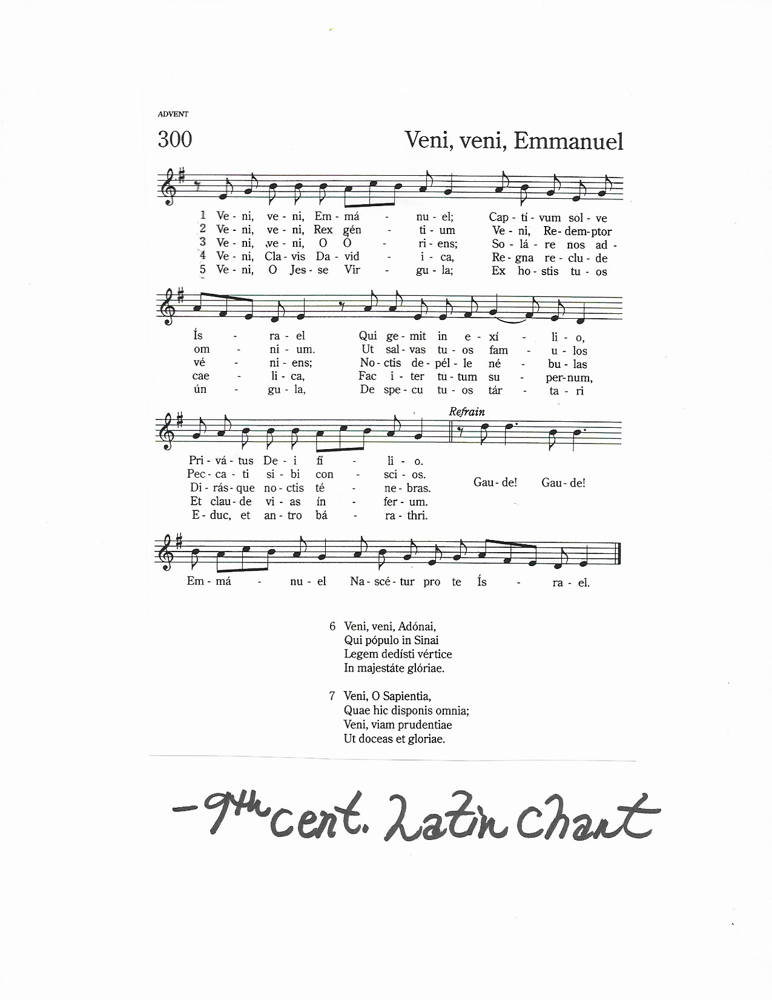 ADVENT
300 Veni, veni, Emmanuel
1 Ve - ni, ve - ni, Em - má - nu - el; Cap - tí - vum sol - ve
2 Ve - ni, ve - ni, Rex gén - ti - um Ve - ni, Re - demp - tor
3 Ve - ni, ve - ni, O O - ri - ens; So - lá - re nos ad -
4 Ve - ni, Cla - vis Da - vid - i - ca, Re - gna re - clu - de
5 Ve - ni, O Jes - se Vir - gu - la; Ex ho - stis tu - os
Ís - ra - el Qui ge - mit in e - xí - li - o,
om - ni - um. Ut sal - vas tu - os fam - u - los
vé - ni - ens; No - ctis de - pél - le né - bu - las
cae - li - ca, Fac i - ter tu - tum su - per - num,
ún - gu - la, De spe - cu tu - os tár - ta - ri
Refrain
Pri - vá - tus De - i fí - li - o.
Pec - ca - ti si - bi con - sci - os.
Di - rás - que no - ctis té - ne - bras.
Et clau - de vi - as ín - fer - um.
E - duc, et an - tro bá - ra - thri.
Gau - de! Gau - de!
Em - má - nu - el Na - scé - tur pro te Ís - ra - el.
6 Veni, veni, Adónai,
Qui pópulo in Sinai
Legem dedísti vértice
In majestáte glóriae.
7 Veni, O Sapientia,
Quae hic disponis omnia;
Veni, viam prudentiae
Ut doceas et gloriae.
- 9th cent. Latin Chant